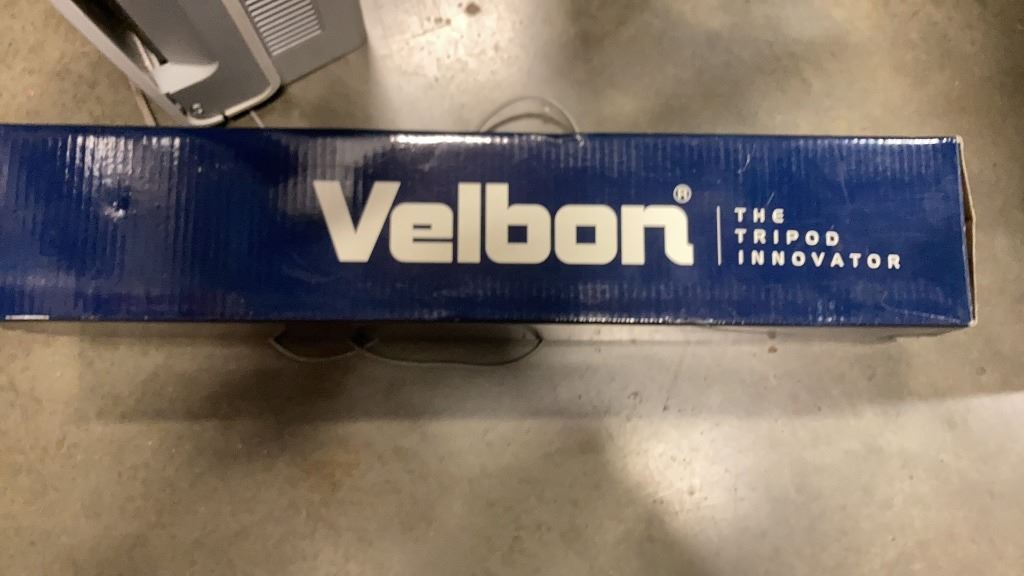 Velbon®
THE
TRIPOD
INNOVATOR